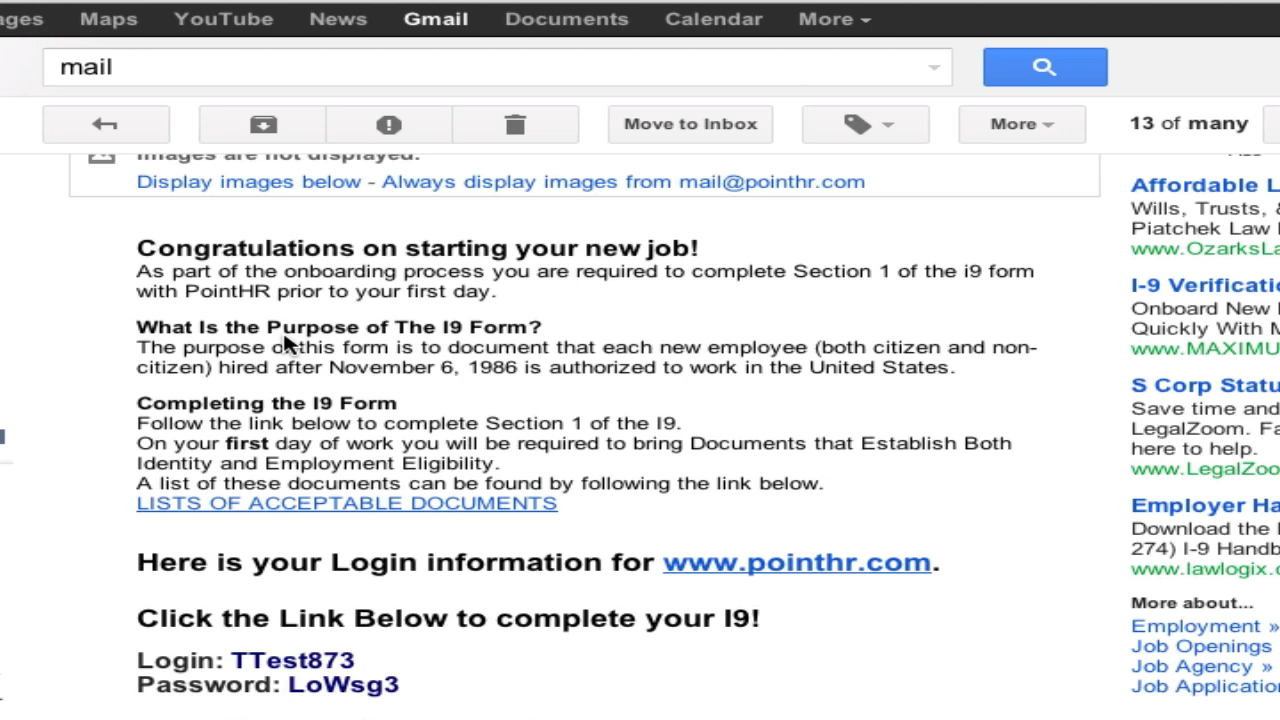 Maps YouTube News Gmail Documents Calendar More
mail
Move to Inbox More 13 of many
Images are not displayed.
Display images below - Always display images from mail@pointhr.com
Congratulations on starting your new job!
As part of the onboarding process you are required to complete Section 1 of the i9 form
with PointHR prior to your first day.
What Is the Purpose of The I9 Form?
The purpose of this form is to document that each new employee (both citizen and non-
citizen) hired after November 6, 1986 is authorized to work in the United States.
Completing the I9 Form
Follow the link below to complete Section 1 of the I9.
On your first day of work you will be required to bring Documents that Establish Both
Identity and Employment Eligibility.
A list of these documents can be found by following the link below.
LISTS OF ACCEPTABLE DOCUMENTS
Here is your Login information for www.pointhr.com.
Click the Link Below to complete your I9!
Login: TTest873
Password: LoWsg3
Affordable L
Wills, Trusts, &
Piatchek Law
www.OzarksLa
I-9 Verificati
Onboard New
Quickly With M
www.MAXIMU
S Corp Statu
Save time and
LegalZoom. Fa
here to help.
www.LegalZoo
Employer Ha
Download the
274) I-9 Handb
www.lawlogix.c
More about...
Employment »
Job Openings
Job Agency »
Job Applicatio